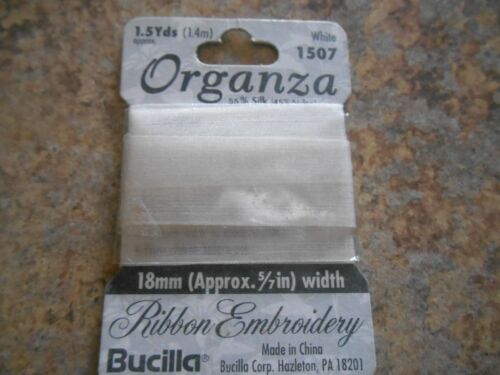 1.5Yds (1.4m) White
approx. 1507
Organza
Silk
18mm (Approx. 5/7in) width
Ribbon Embroidery
Made in China
Bucilla® Bucilla Corp. Hazleton, PA 18201